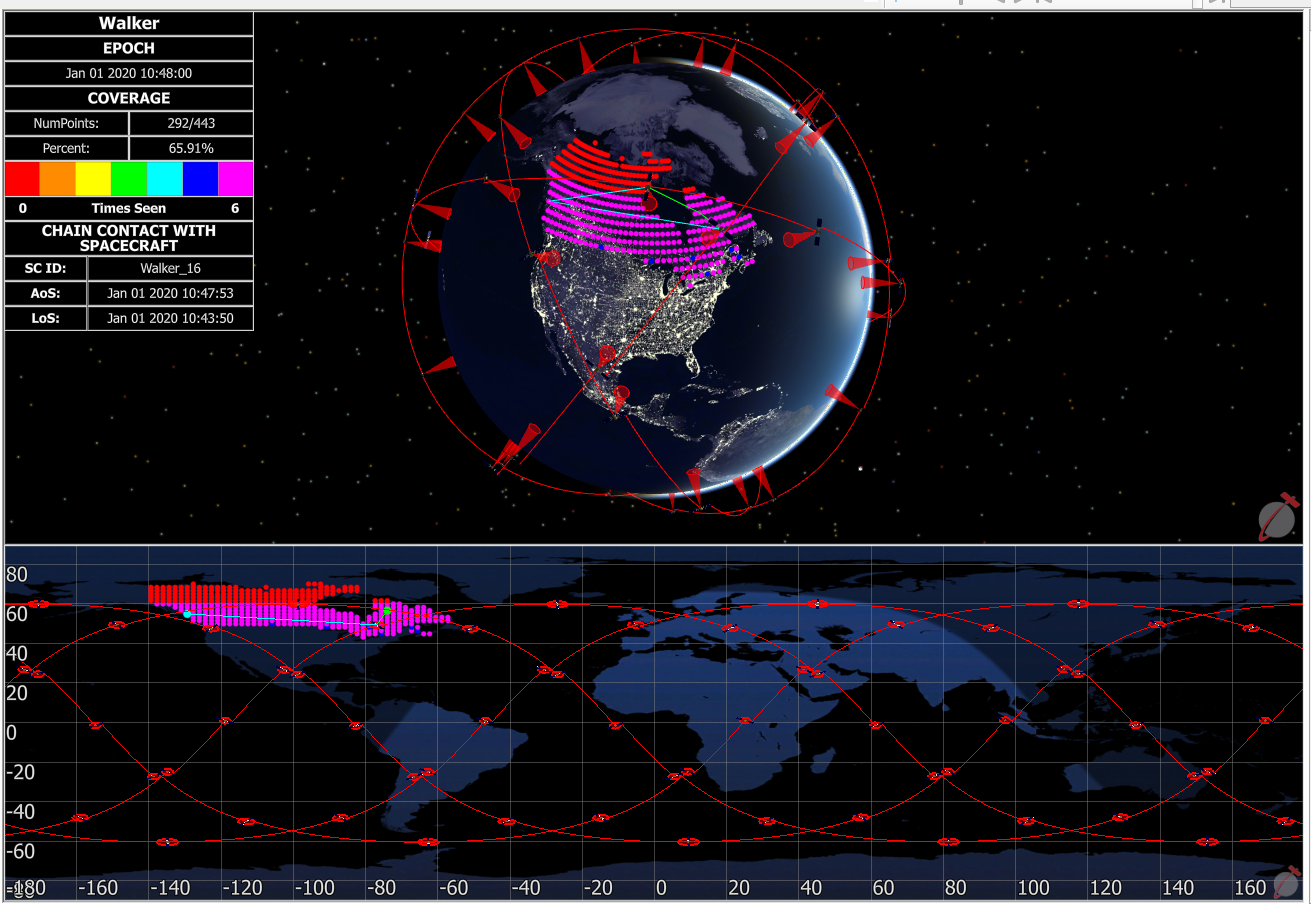 Walker
EPOCH
Jan 01 2020 10:48:00
COVERAGE
NumPoints: 292/443
Percent: 65.91%
0 Times Seen 6
CHAIN CONTACT WITH
SPACECRAFT
SC ID: Walker_16
AoS: Jan 01 2020 10:47:53
LoS: Jan 01 2020 10:43:50
80
60
40
20
0
-20
-40
-60
-80
-180 -160 -140 -120 -100 -80 -60 -40 -20 0 20 40 60 80 100 120 140 160